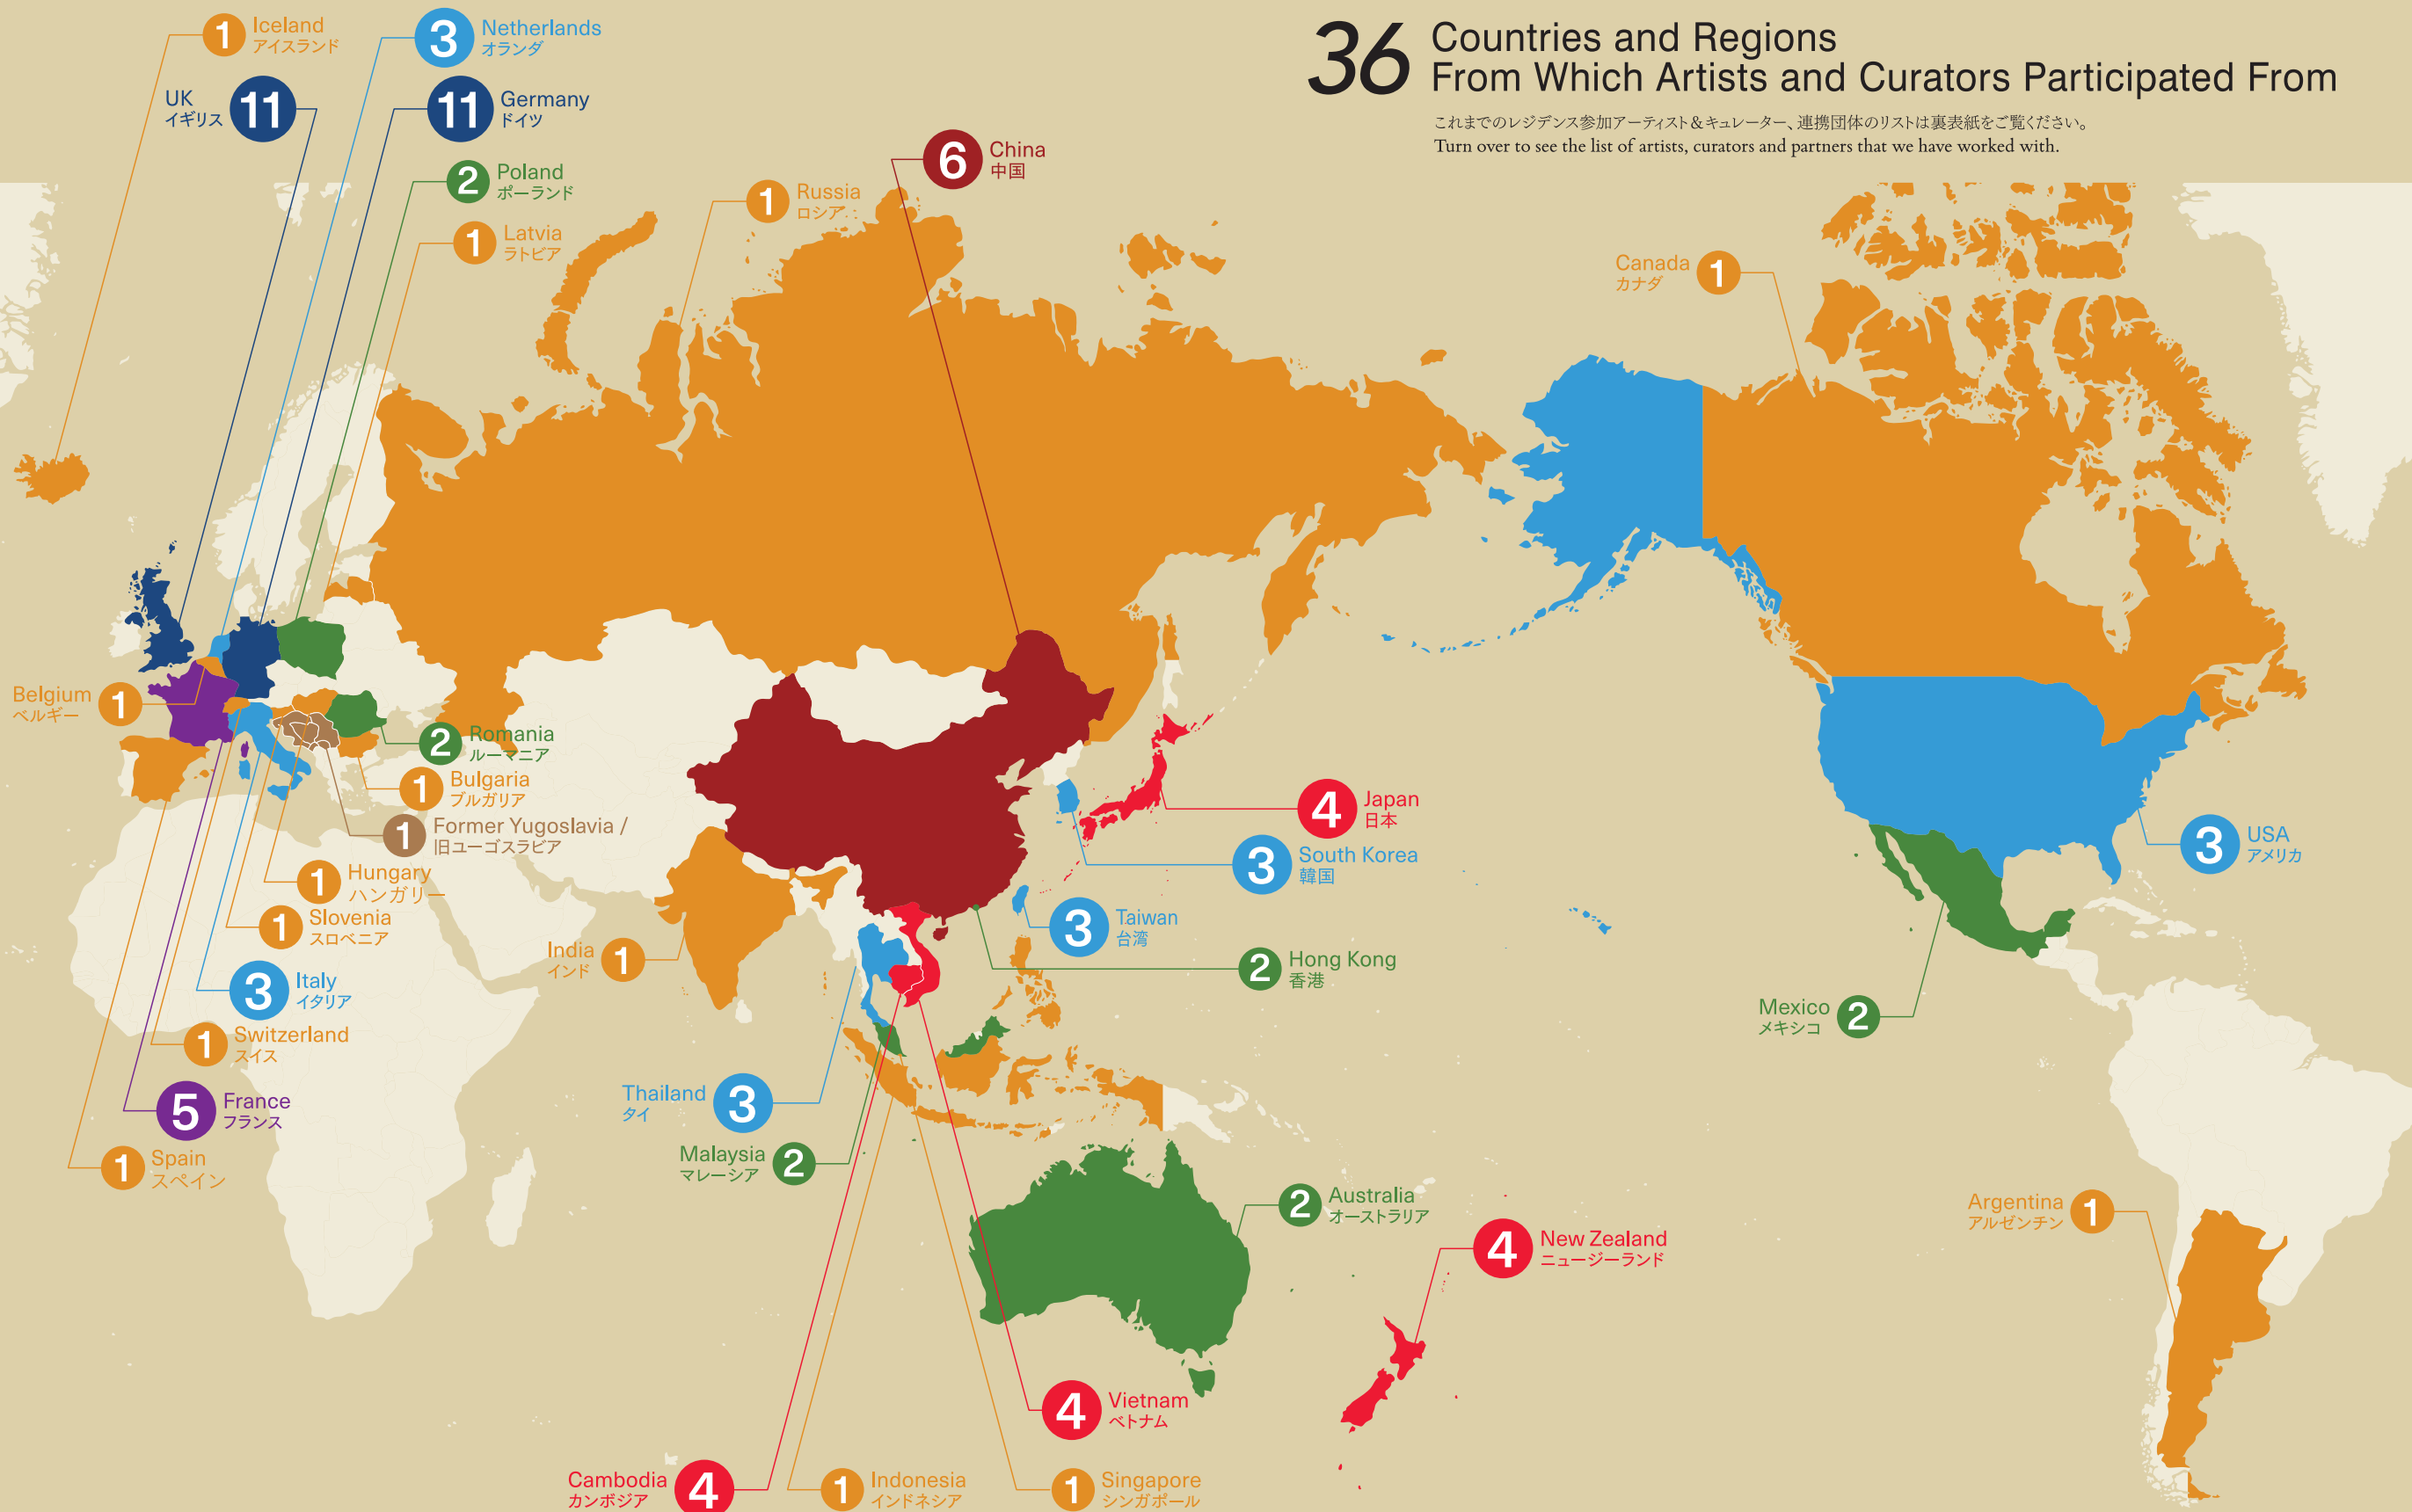 36
Countries and Regions
From Which Artists and Curators Participated From
これまでのレジデンス参加アーティスト&キュレーター、連携団体のリストは裏表紙をご覧ください。
Turn over to see the list of artists, curators and partners that we have worked with.
1 Iceland
アイスランド
3 Netherlands
オランダ
UK 11
イギリス
11 Germany
ドイツ
2 Poland
ポーランド
1 Latvia
ラトビア
1 Russia
ロシア
6 China
中国
Canada 1
カナダ
Belgium 1
ベルギー
2 Romania
ルーマニア
1 Bulgaria
ブルガリア
1 Former Yugoslavia /
旧ユーゴスラビア
1 Hungary
ハンガリー
1 Slovenia
スロベニア
3 Italy
イタリア
1 Switzerland
スイス
5 France
フランス
1 Spain
スペイン
India 1
インド
4 Japan
日本
3 South Korea
韓国
3 Taiwan
台湾
2 Hong Kong
香港
3 USA
アメリカ
Mexico 2
メキシコ
Thailand 3
タイ
Malaysia 2
マレーシア
2 Australia
オーストラリア
4 New Zealand
ニュージーランド
Argentina 1
アルゼンチン
4 Vietnam
ベトナム
Cambodia 4
カンボジア
1 Indonesia
インドネシア
1 Singapore
シンガポール